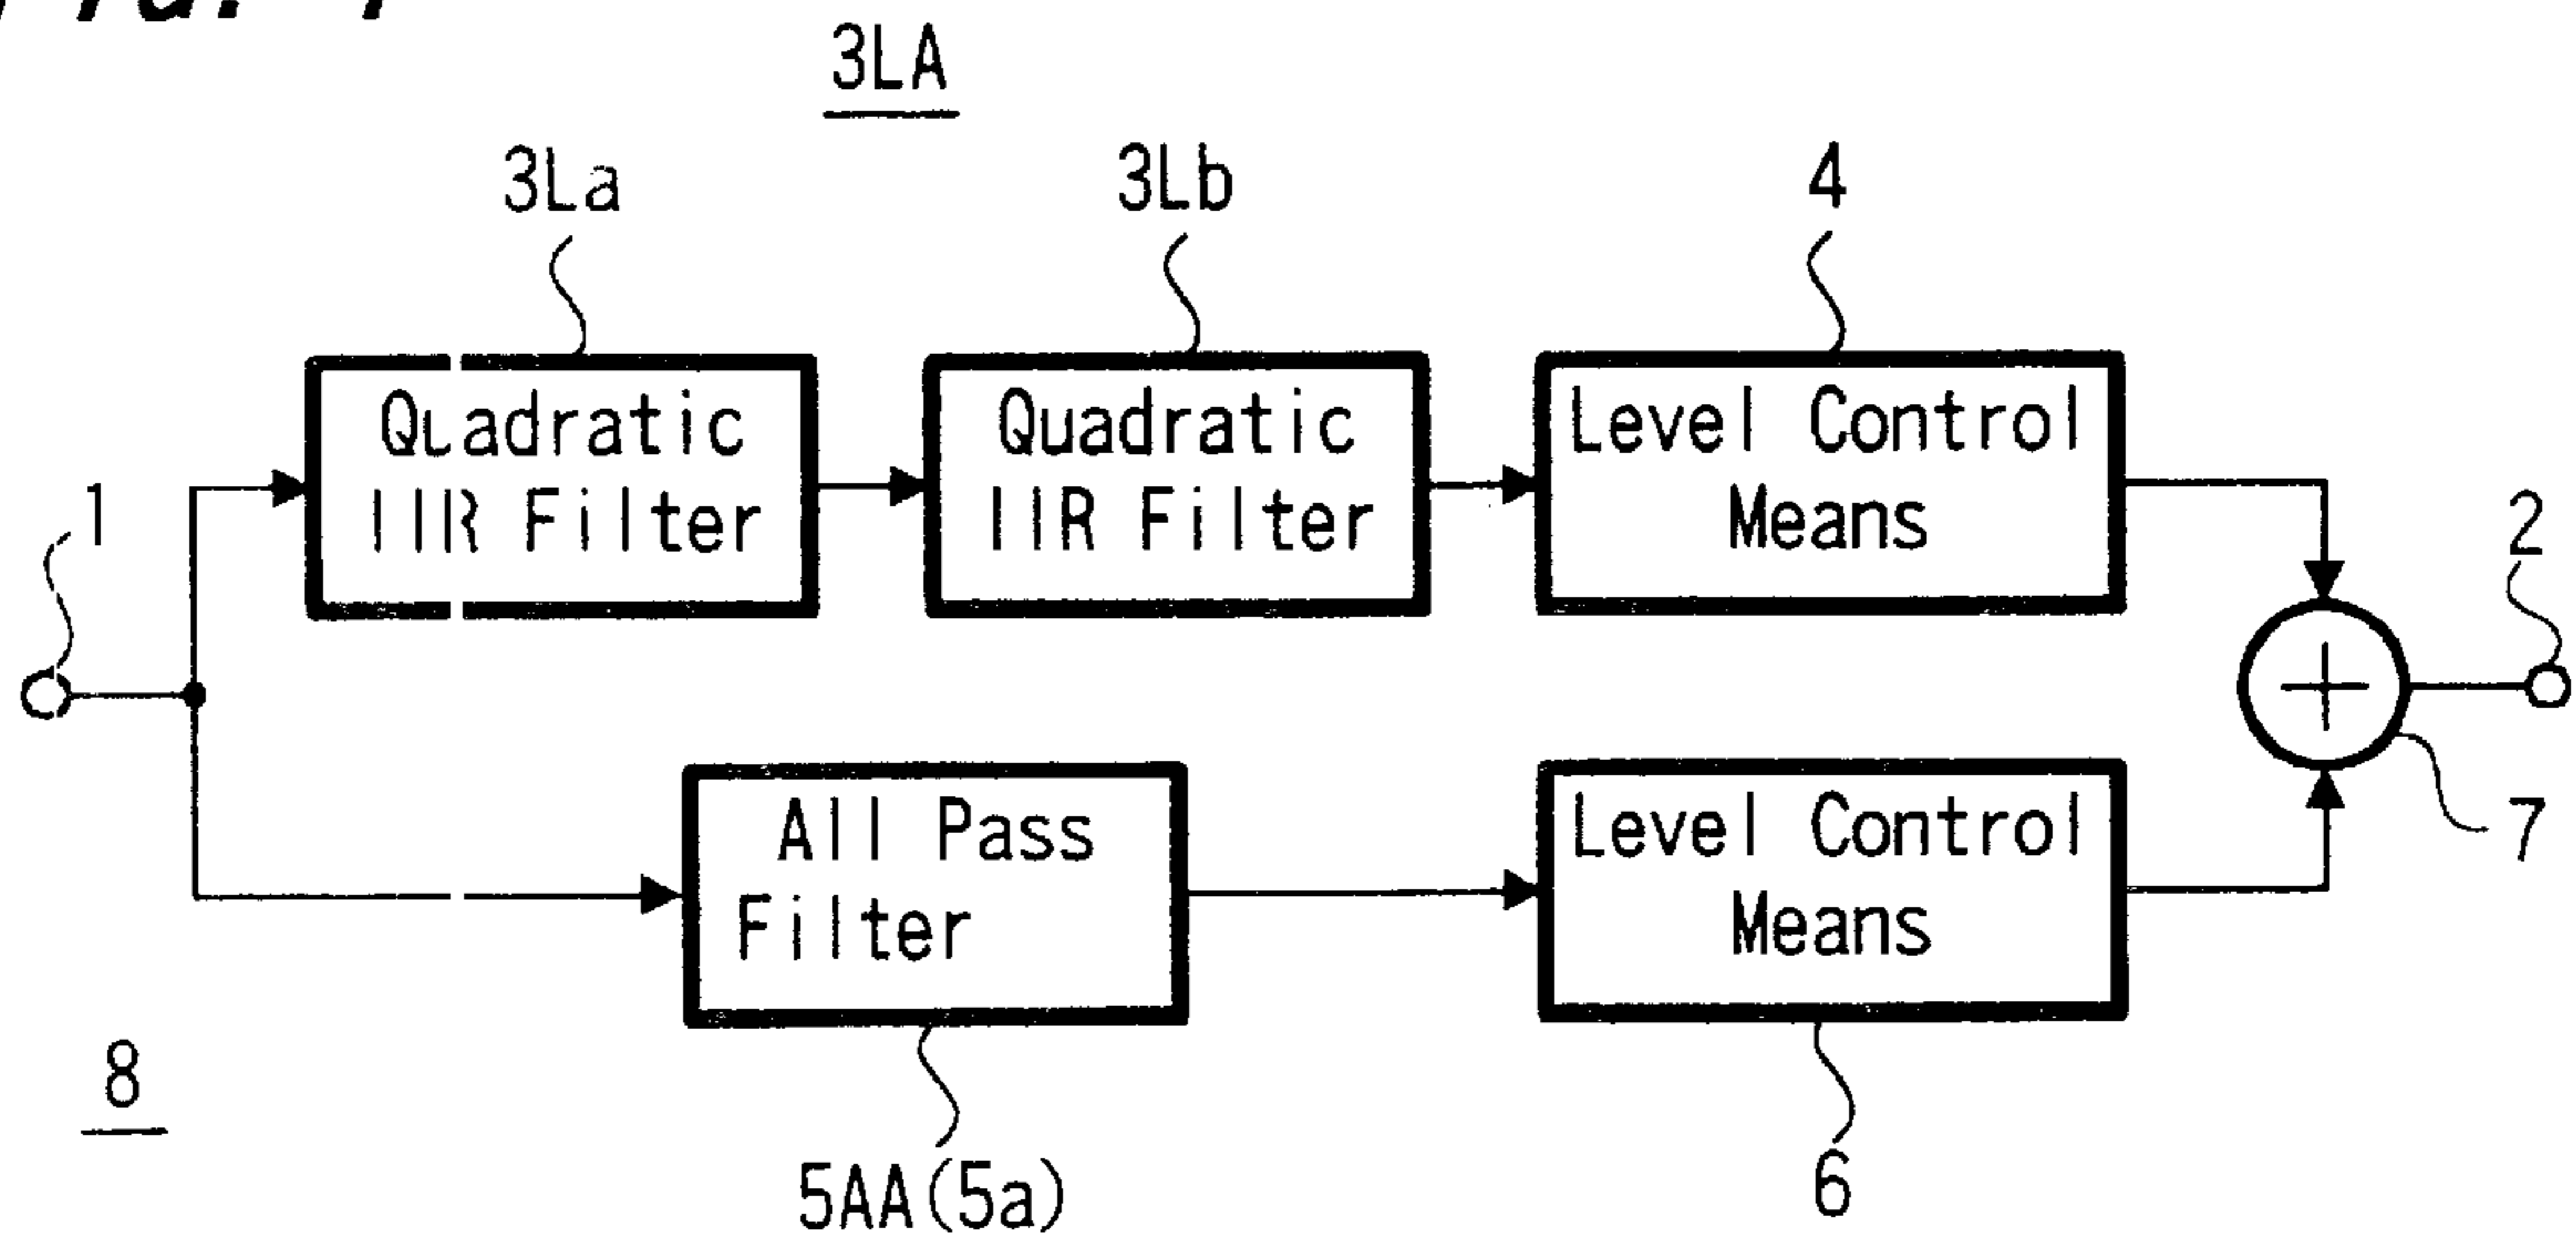 3LA
3La
3Lb
4
Quadratic
IIR Filter
Quadratic
IIR Filter
Level Control
Means
1
2
+
7
All Pass
Filter
Level Control
Means
8
5AA(5a)
6